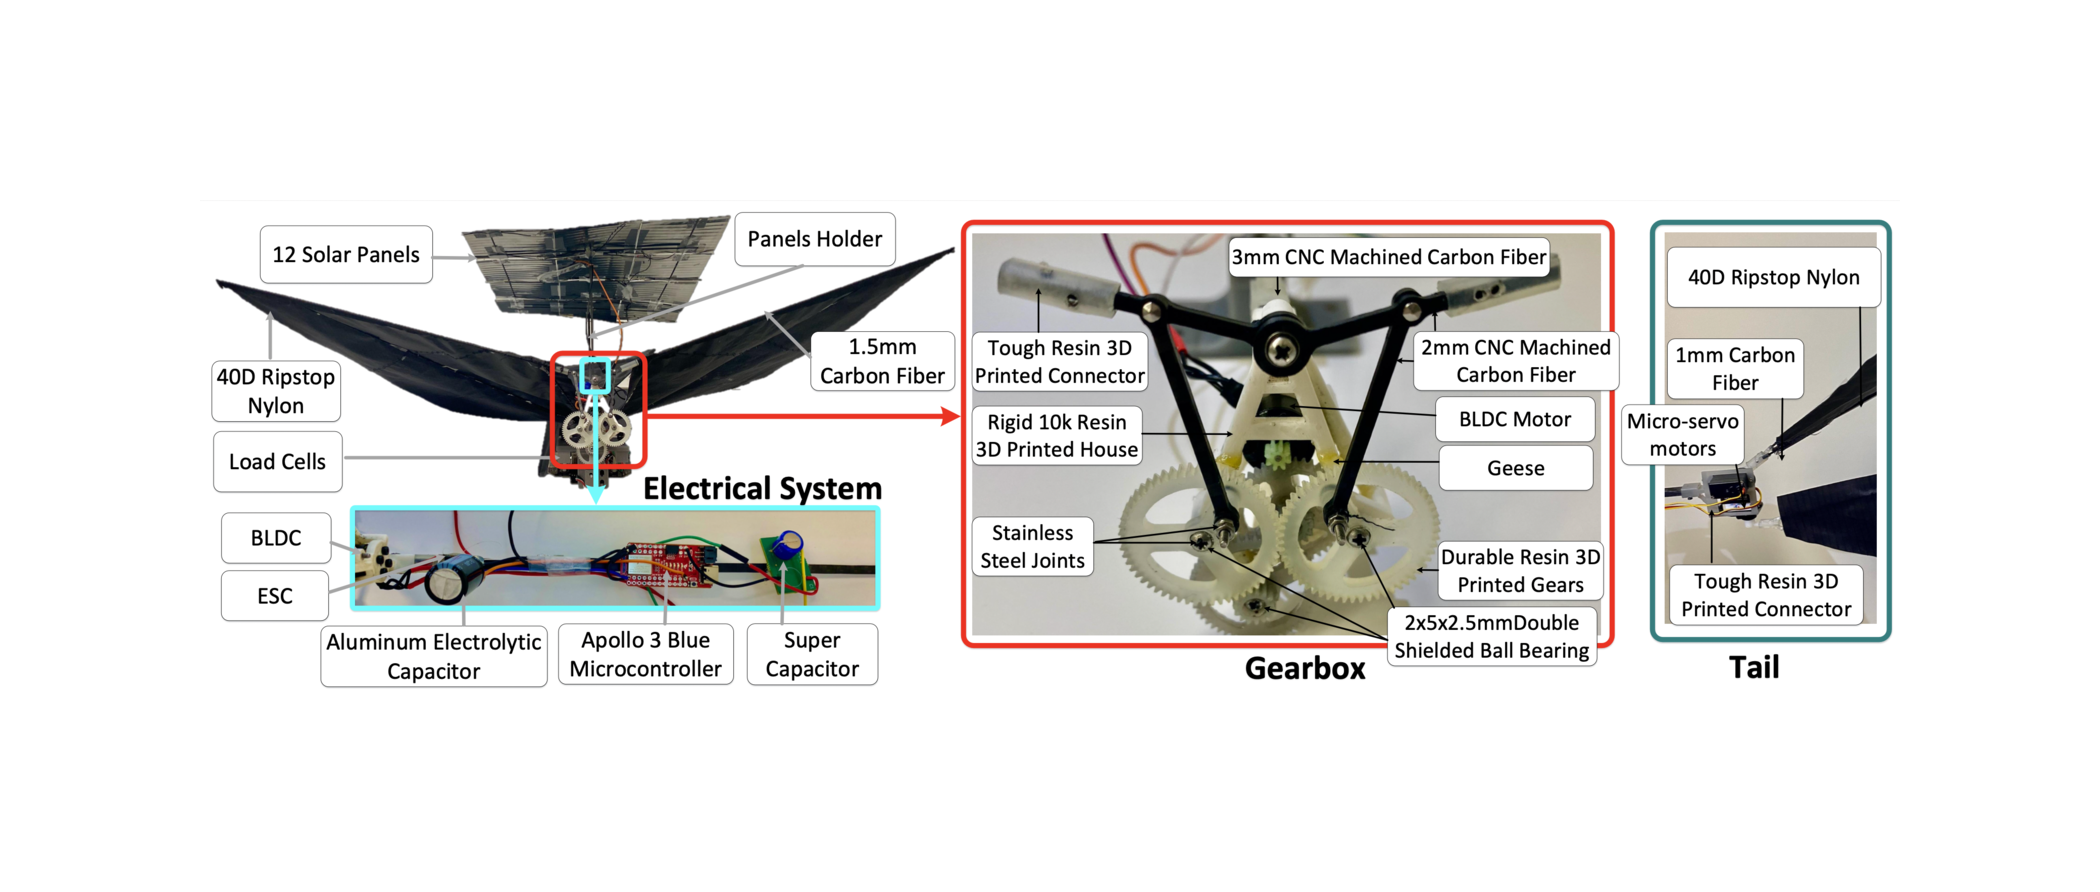 12 Solar Panels
Panels Holder
40D Ripstop
Nylon
1.5mm
Carbon Fiber
Load Cells
Electrical System
BLDC
ESC
Aluminum Electrolytic
Capacitor
Apollo 3 Blue
Microcontroller
Super
Capacitor
3mm CNC Machined Carbon Fiber
Tough Resin 3D
Printed Connector
2mm CNC Machined
Carbon Fiber
Rigid 10k Resin
3D Printed House
BLDC Motor
Geese
Stainless
Steel Joints
Durable Resin 3D
Printed Gears
2x5x2.5mmDouble
Shielded Ball Bearing
Gearbox
40D Ripstop Nylon
1mm Carbon
Fiber
Micro-servo
motors
Tough Resin 3D
Printed Connector
Tail